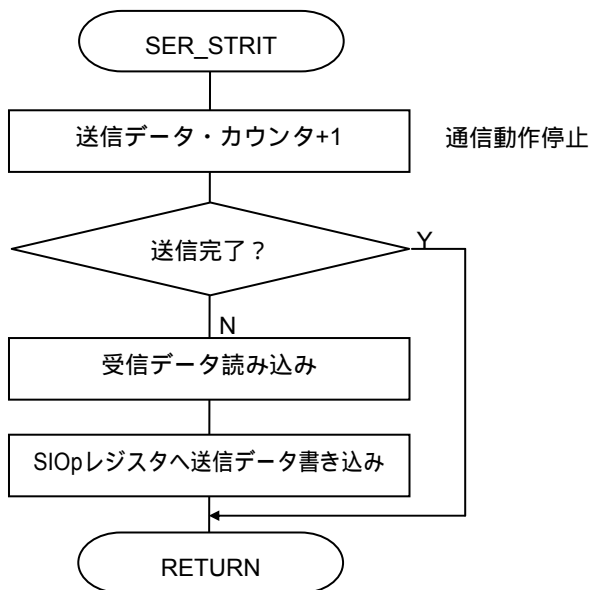 SER_STRIT
送信データ・カウンタ+1
通信動作停止
送信完了？
Y
N
受信データ読み込み
SIOpレジスタへ送信データ書き込み
RETURN